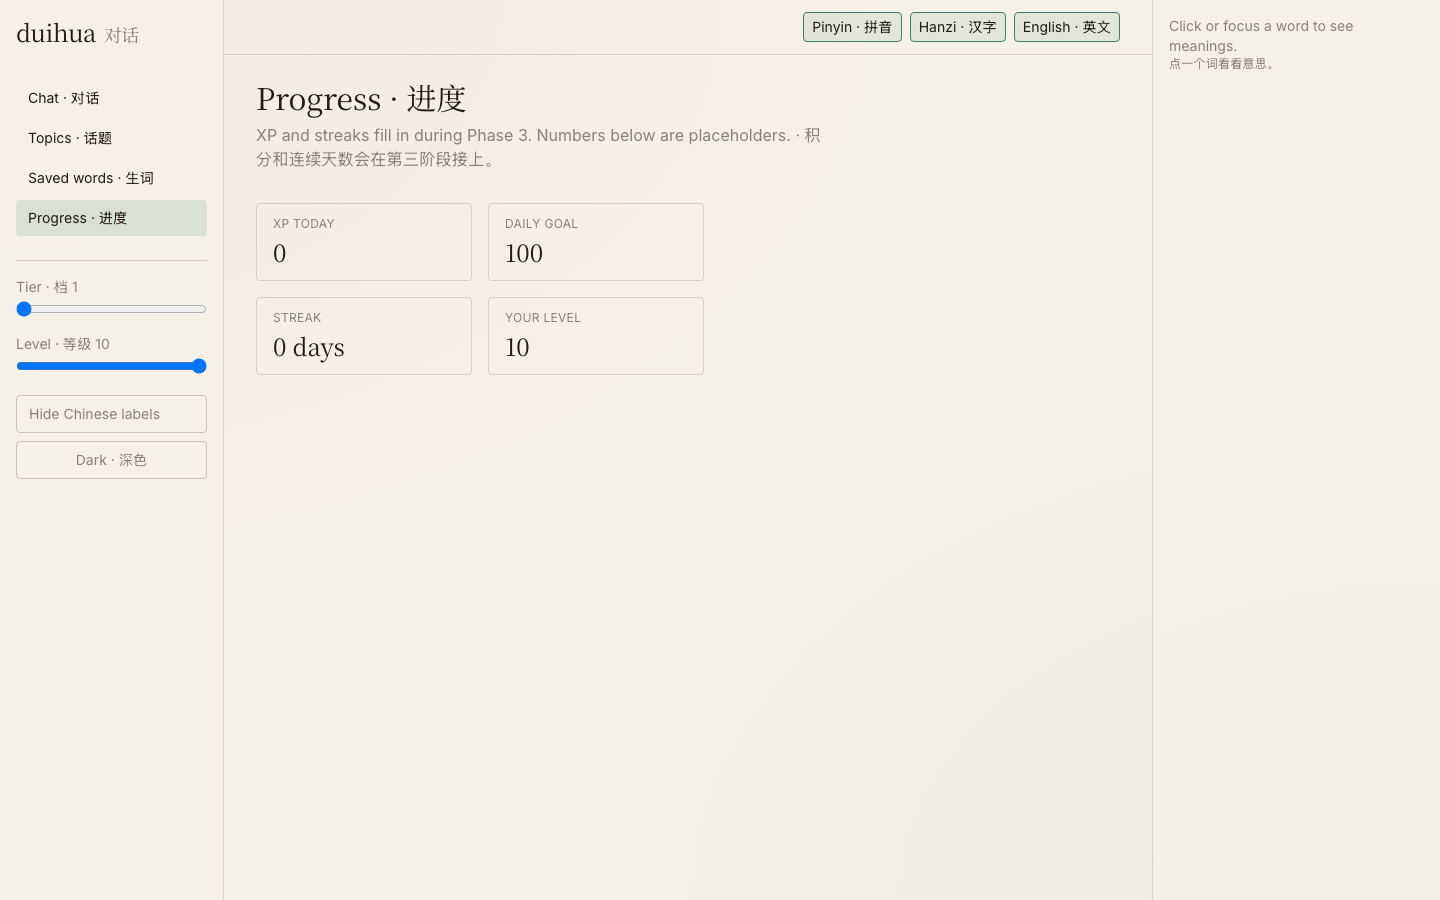 duihua 对话
Chat · 对话
Topics · 话题
Saved words · 生词
Progress · 进度
Tier · 档 1
Level · 等级 10
Hide Chinese labels
Dark · 深色
Pinyin · 拼音
Hanzi · 汉字
English · 英文
Progress · 进度
XP and streaks fill in during Phase 3. Numbers below are placeholders. · 积
分和连续天数会在第三阶段接上。
XP TODAY
0
DAILY GOAL
100
STREAK
0 days
YOUR LEVEL
10
Click or focus a word to see
meanings.
点一个词看看意思。